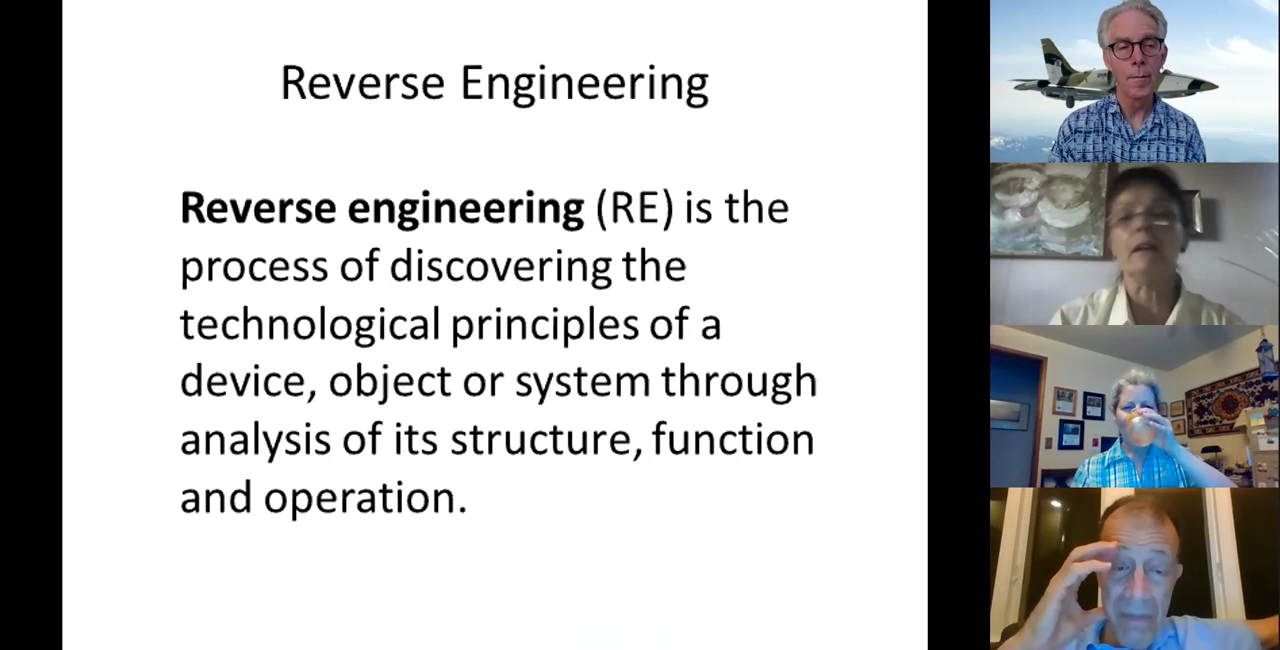 Reverse Engineering
Reverse engineering (RE) is the
process of discovering the
technological principles of a
device, object or system through
analysis of its structure, function
and operation.